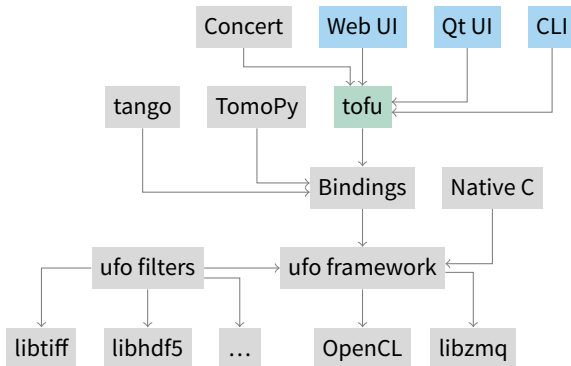 Concert
Web UI
Qt UI
CLI
tango
TomoPy
tofu
Bindings
Native C
ufo filters
ufo framework
libtiff
libhdf5
...
OpenCL
libzmq